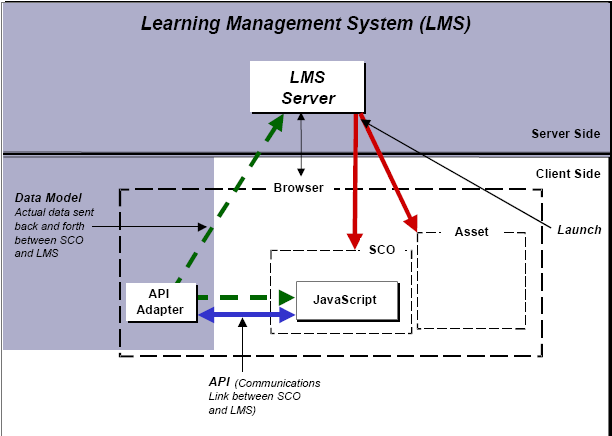 Learning Management System (LMS)
LMS
Server
Server Side
Client Side
Browser
Data Model
Actual data sent
back and forth
between SCO
and LMS
Launch
Asset
SCO
API
Adapter
JavaScript
API (Communications
Link between SCO
and LMS)